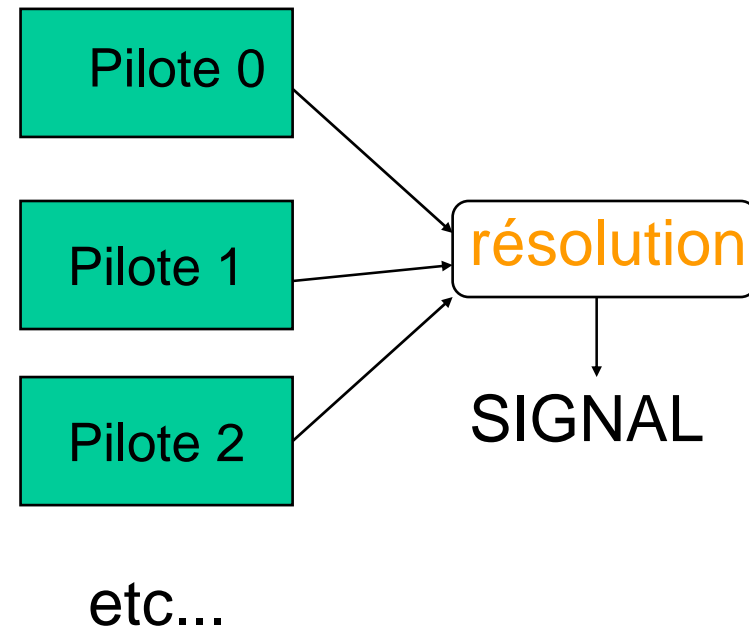 Pilote 0
résolution
Pilote 1
Pilote 2
SIGNAL
etc...